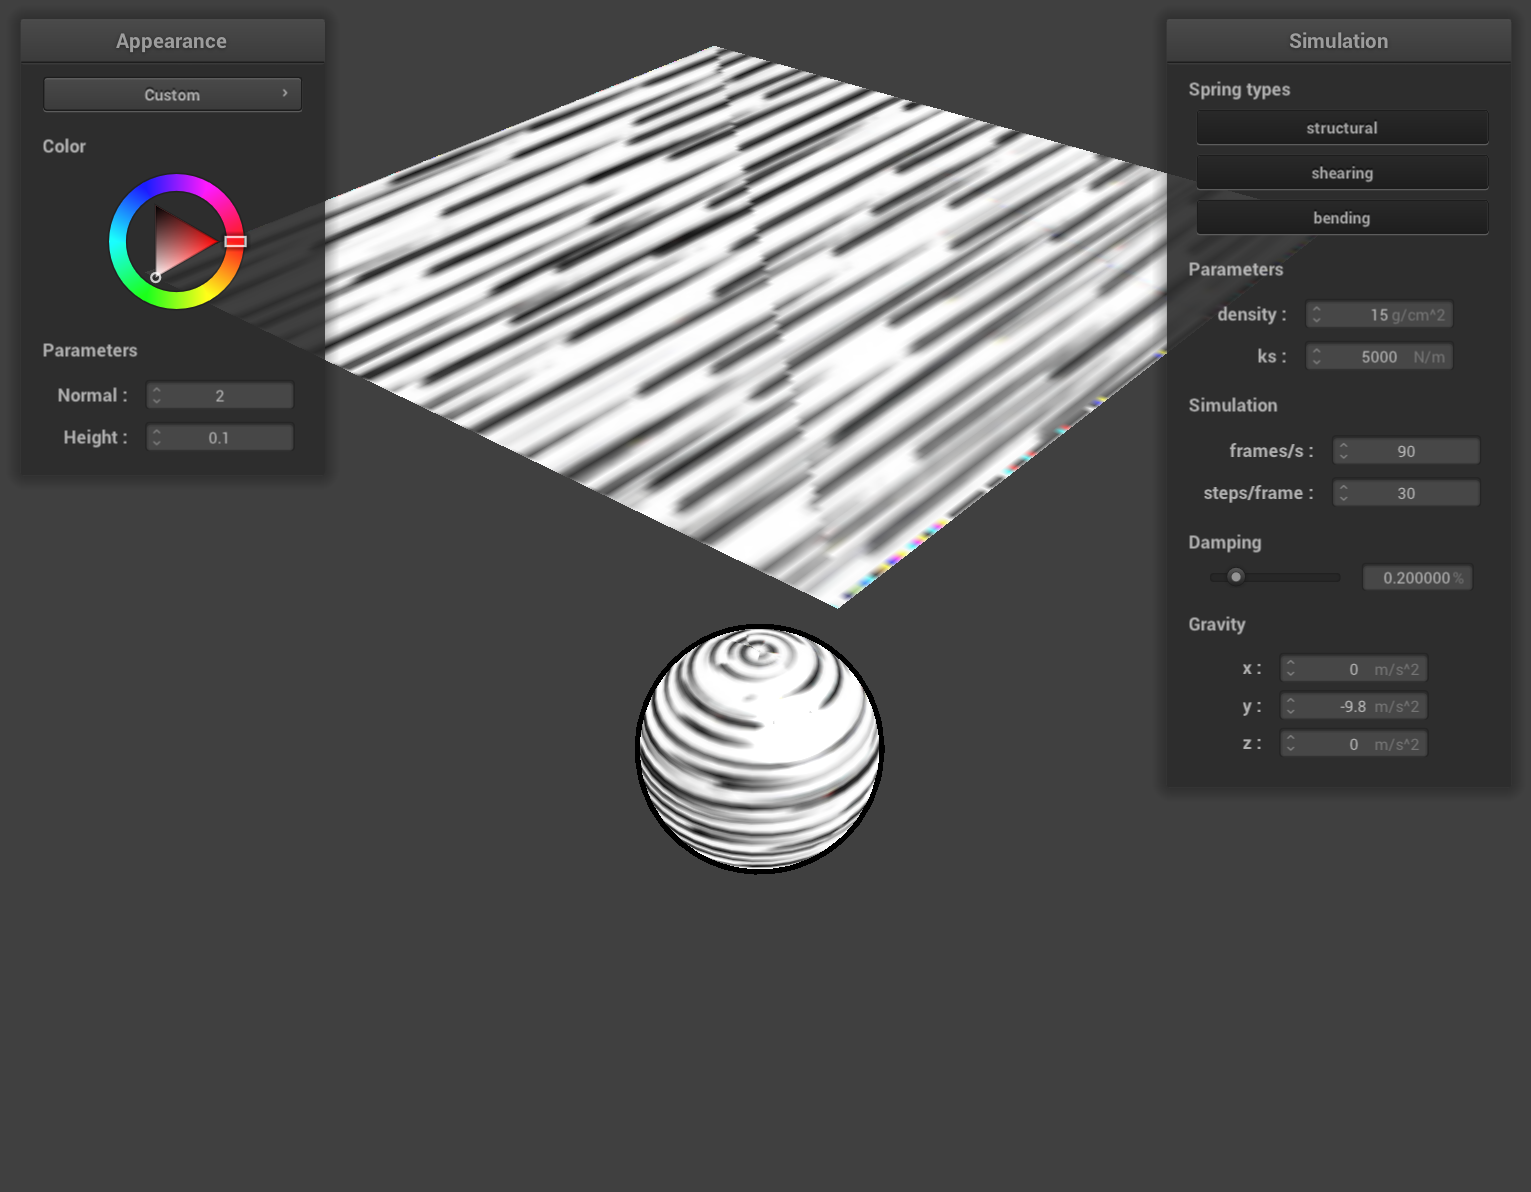 Appearance
Custom
Color
Parameters
Normal : 2
Height : 0.1
Simulation
Spring types
structural
shearing
bending
Parameters
density : 15 g/cm^2
ks : 5000 N/m
Simulation
frames/s : 90
steps/frame : 30
Damping
0.200000 %
Gravity
x : 0 m/s^2
y : -9.8 m/s^2
z : 0 m/s^2